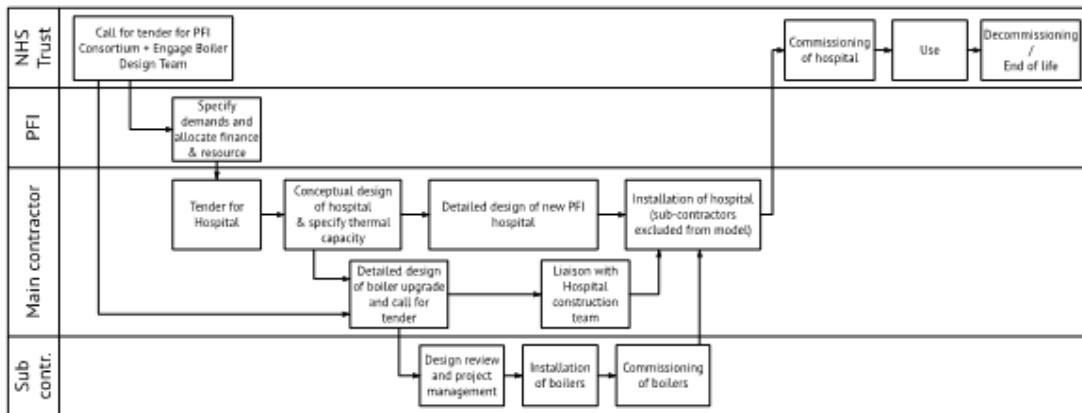 NHS
Trust
Call for tender for PFI
Consortium + Engage Boiler
Design Team
Commissioning
of hospital
Use
Decommissioning
/
End of life
PFI
Specify
demands and
allocate finance
& resource
Main contractor
Tender for
Hospital
Conceptual design
of hospital
& specify thermal
capacity
Detailed design of new PFI
hospital
Installation of hospital
(sub-contractors
excluded from model)
Detailed design
of boiler upgrade
and call for
tender
Liaison with
Hospital
construction
team
Sub
contr.
Design review
and project
management
Installation
of boilers
Commissioning
of boilers